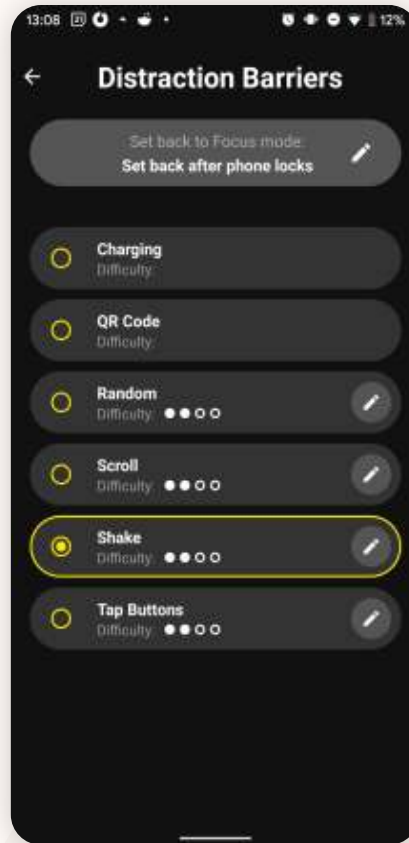 13:08 12%
Distraction Barriers
Set back to Focus mode:
Set back after phone locks
Charging
Difficulty:
QR Code
Difficulty:
Random
Difficulty:
Scroll
Difficulty:
Shake
Difficulty:
Tap Buttons
Difficulty: